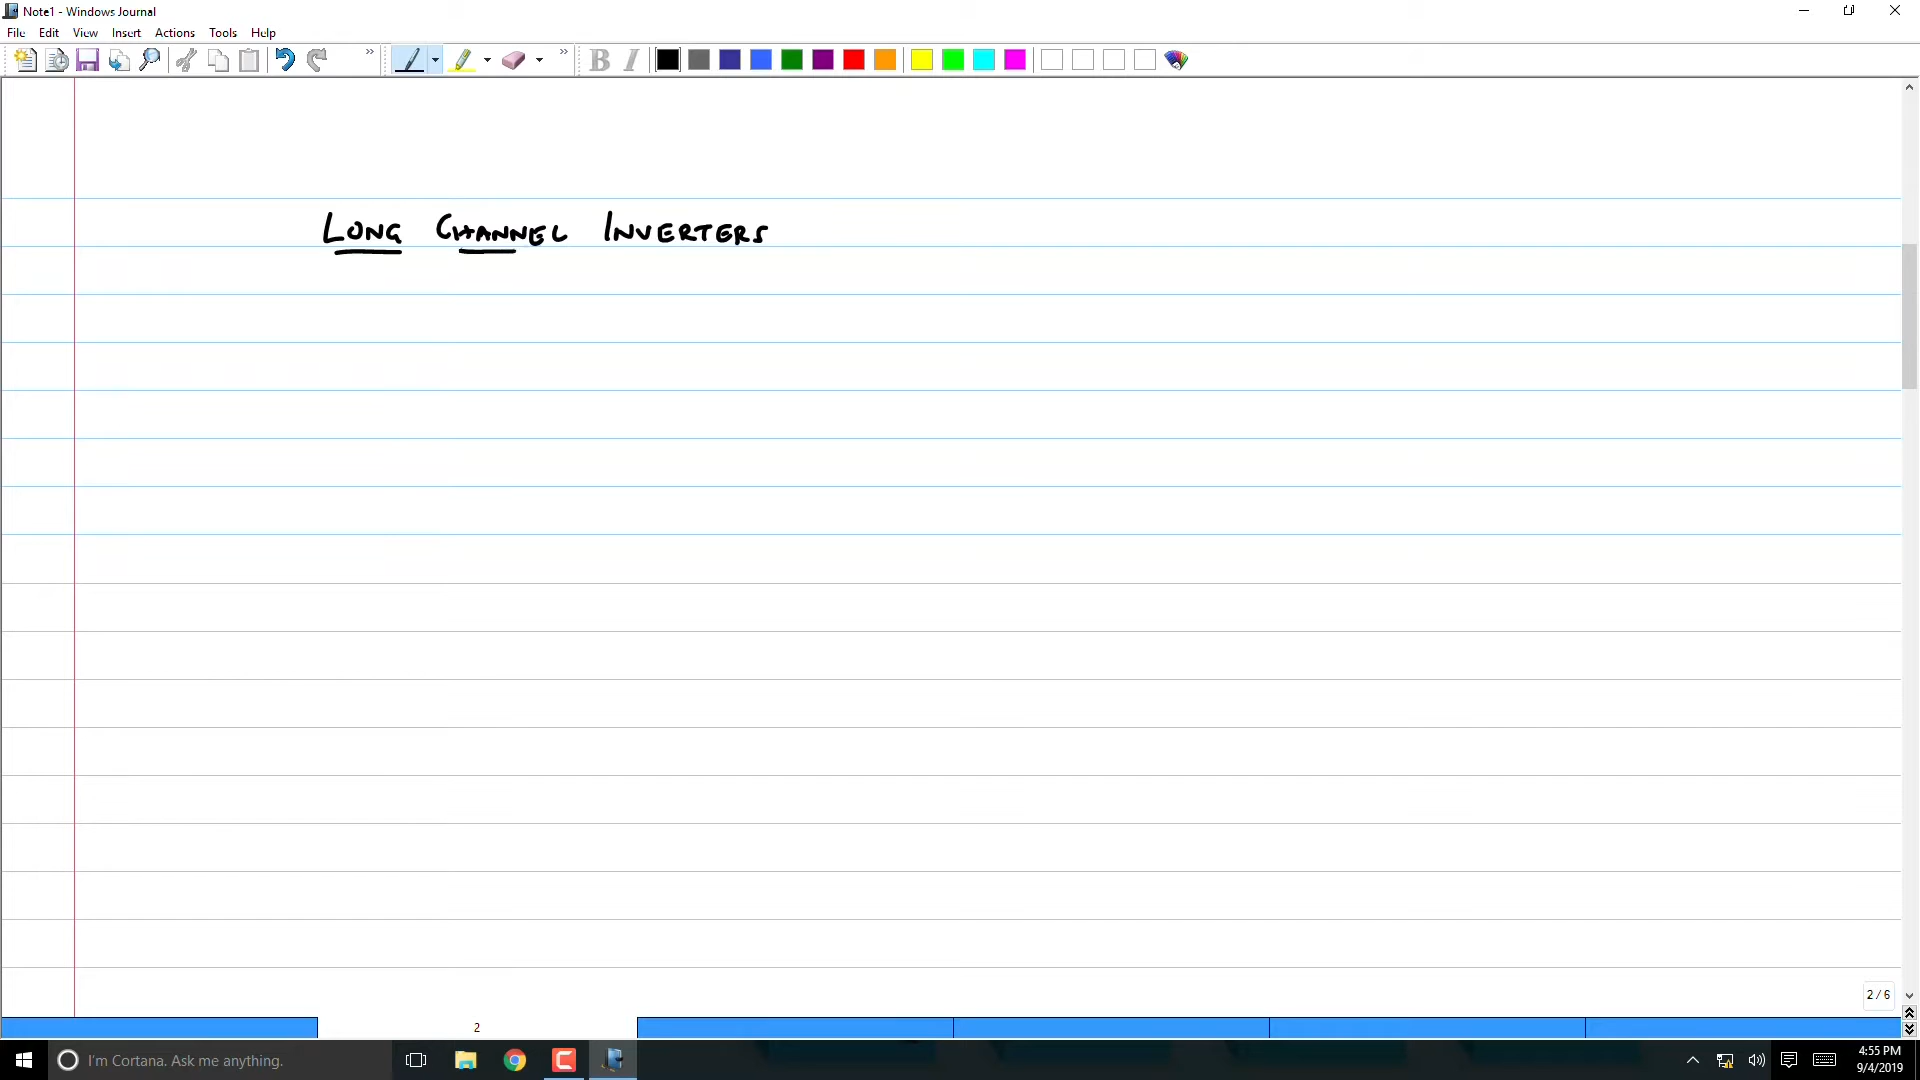 Note1 - Windows Journal
File Edit View Insert Actions Tools Help
B I
LONG CHANNEL INVERTERS
2 / 6
2
I'm Cortana. Ask me anything.
4:55 PM
9/4/2019